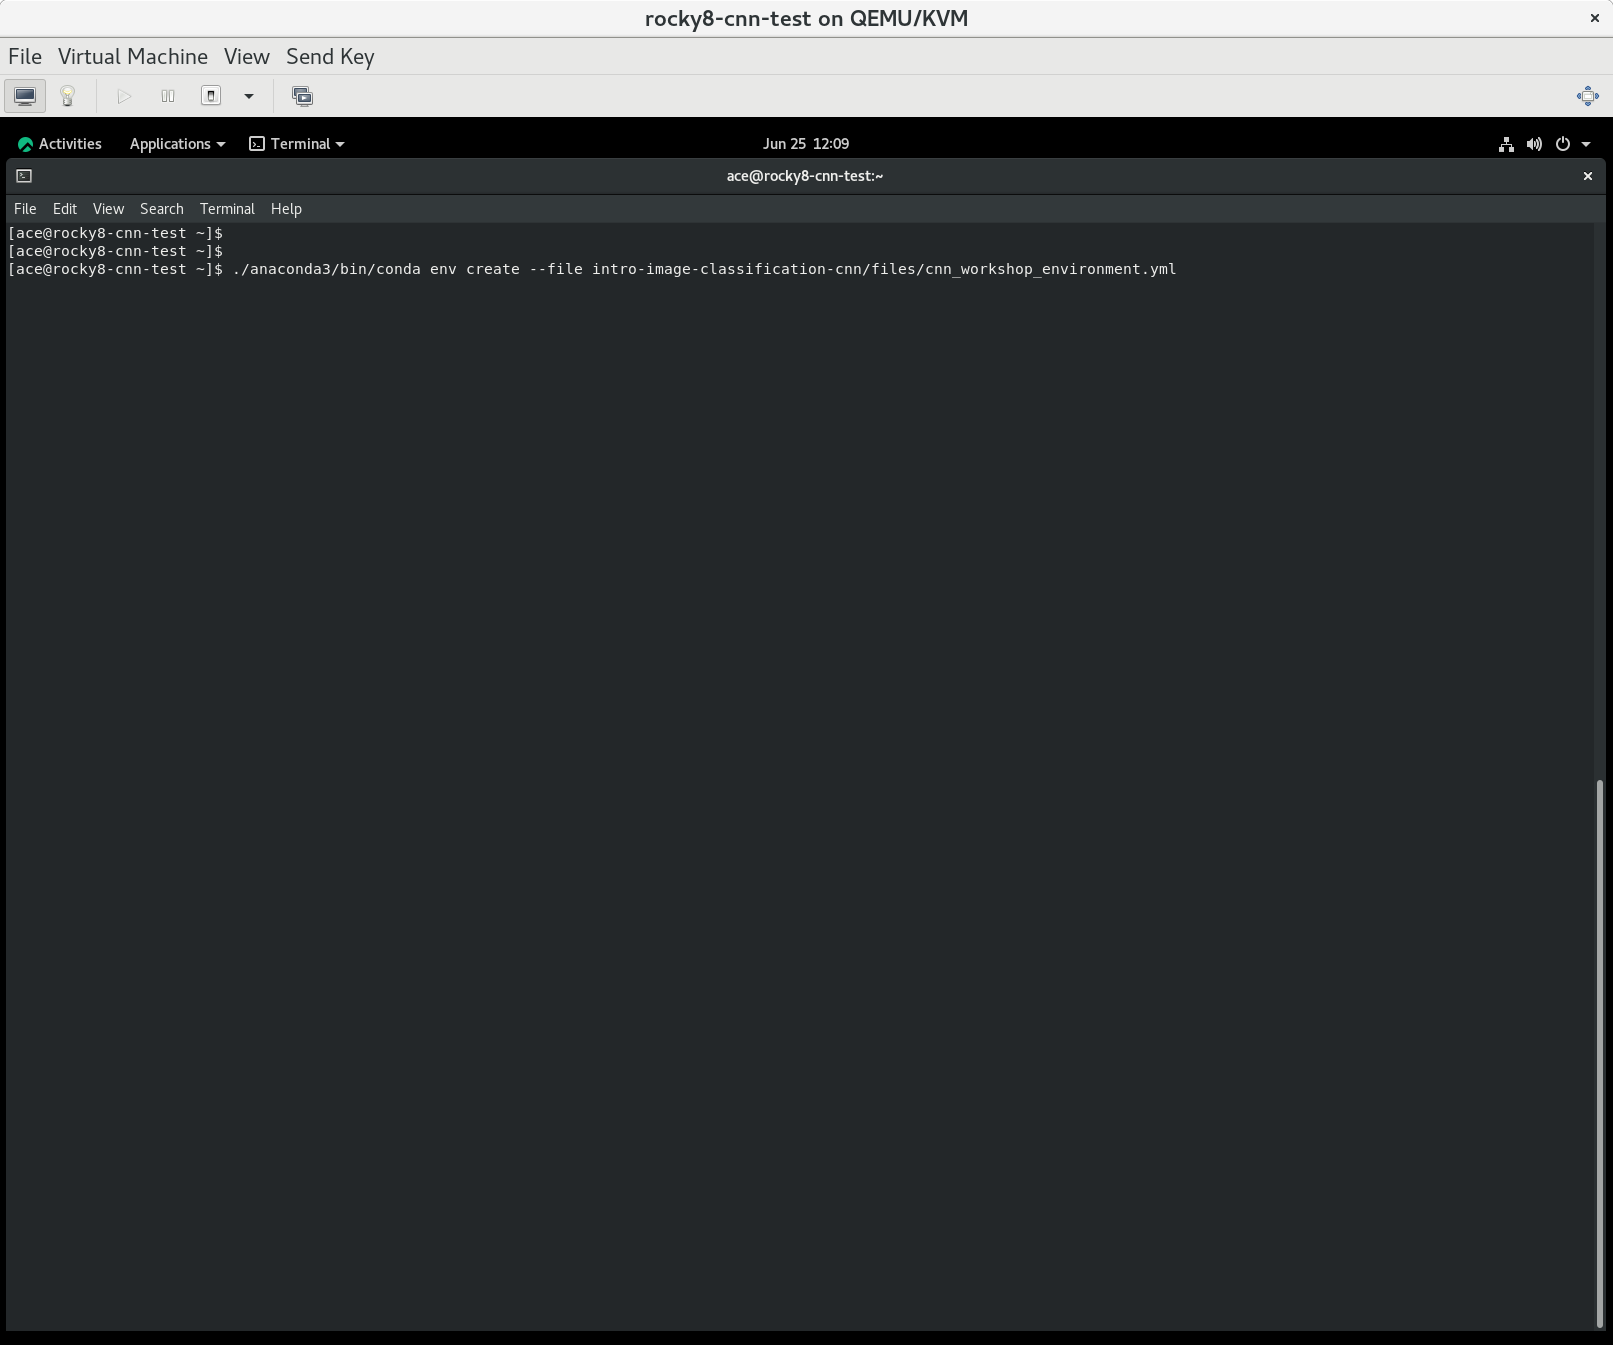 rocky8-cnn-test on QEMU/KVM
File Virtual Machine View Send Key
Activities Applications Terminal Jun 25 12:09
ace@rocky8-cnn-test:~
File Edit View Search Terminal Help
[ace@rocky8-cnn-test ~]$
[ace@rocky8-cnn-test ~]$
[ace@rocky8-cnn-test ~]$ ./anaconda3/bin/conda env create --file intro-image-classification-cnn/files/cnn_workshop_environment.yml